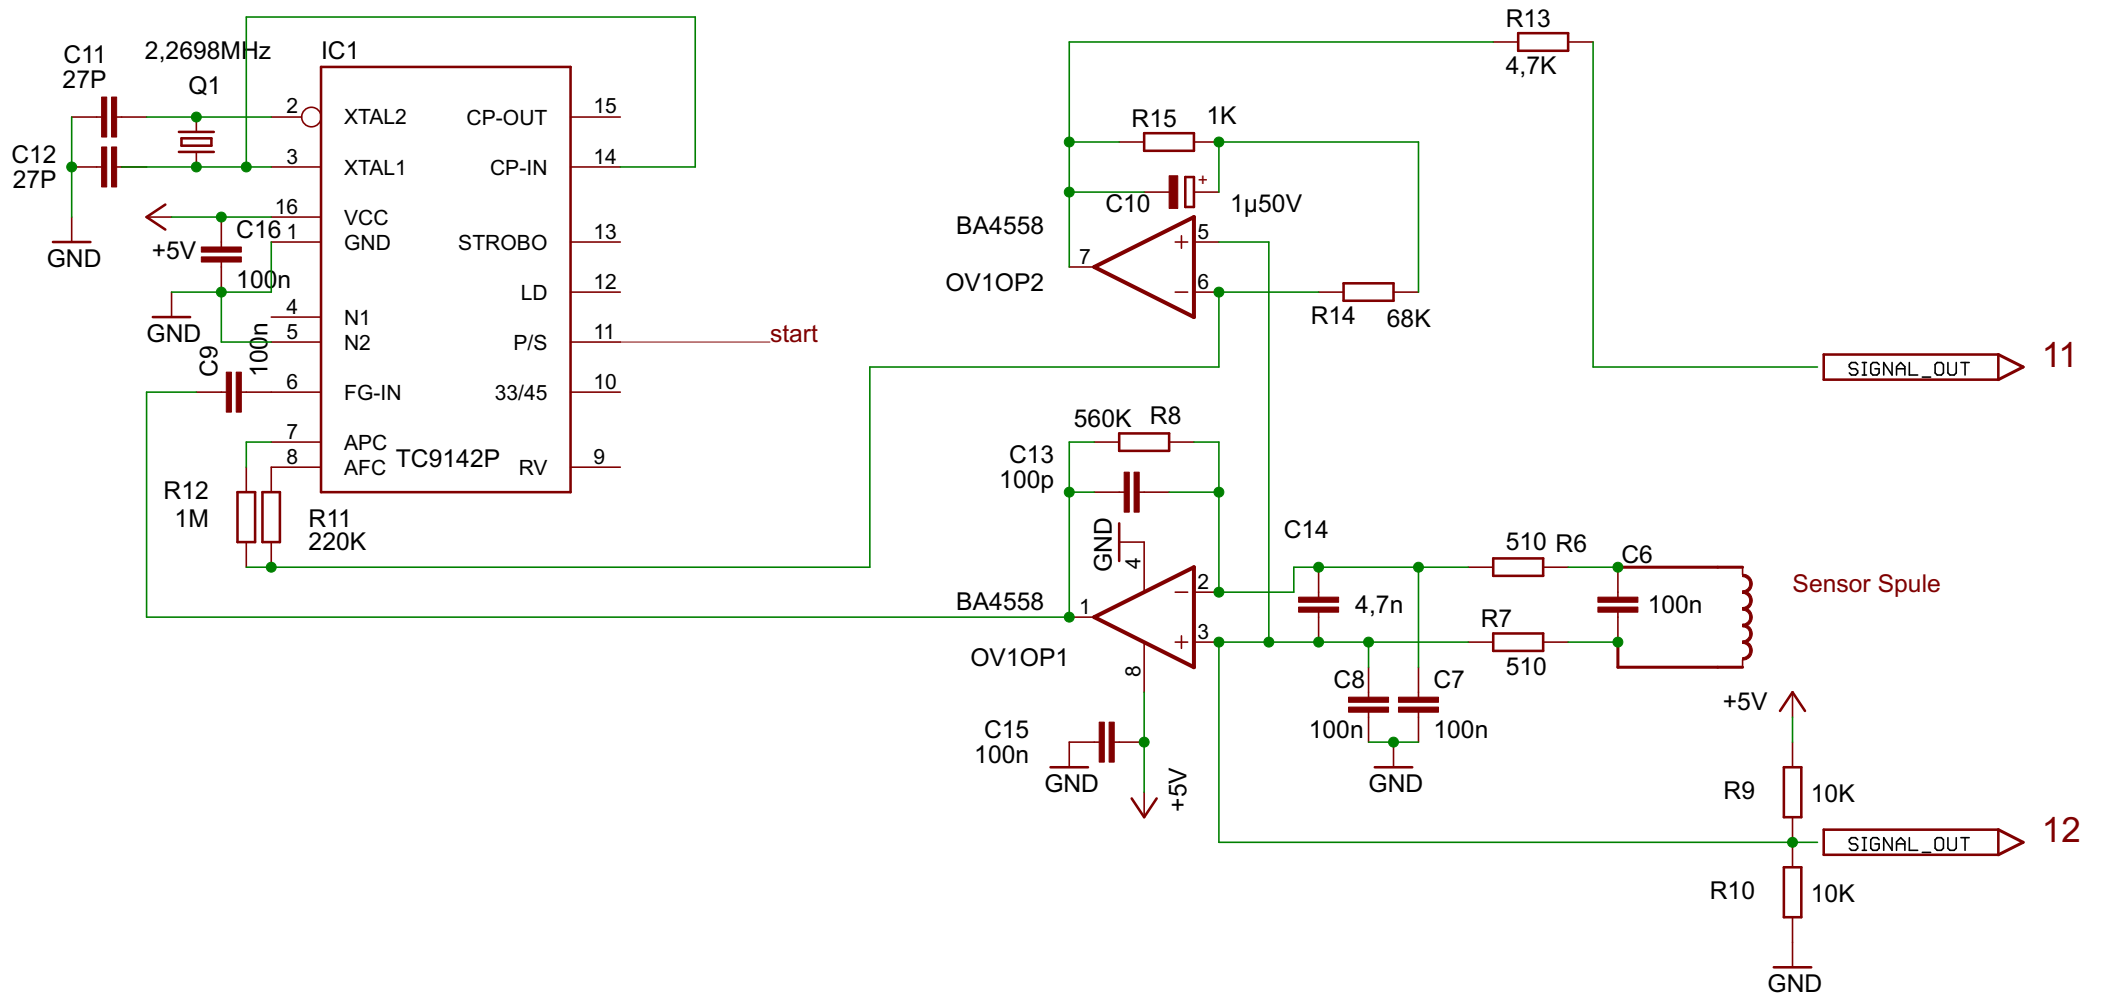 R13
4,7K
C11
27P
2,2698MHz
Q1
IC1
C12
27P
2
XTAL2
CP-OUT
15
3
XTAL1
CP-IN
14
16
VCC
1
GND
STROBO
13
+5V
C16
100n
GND
GND
LD
12
4
N1
5
N2
P/S
11
start
C9
100n
6
FG-IN
33/45
10
7
APC
8
AFC
TC9142P
RV
9
R12
1M
R11
220K
R15
1K
C10
+
1µ50V
BA4558
OV1OP2
7
+
5
−
6
R14
68K
SIGNAL_OUT
11
560K
R8
C13
100p
GND
4
C14
4,7n
510
R6
C6
100n
Sensor Spule
BA4558
OV1OP1
1
−
2
+
3
8
R7
510
C8
100n
C7
100n
GND
C15
100n
GND
+5V
+5V
R9
10K
SIGNAL_OUT
12
R10
10K
GND